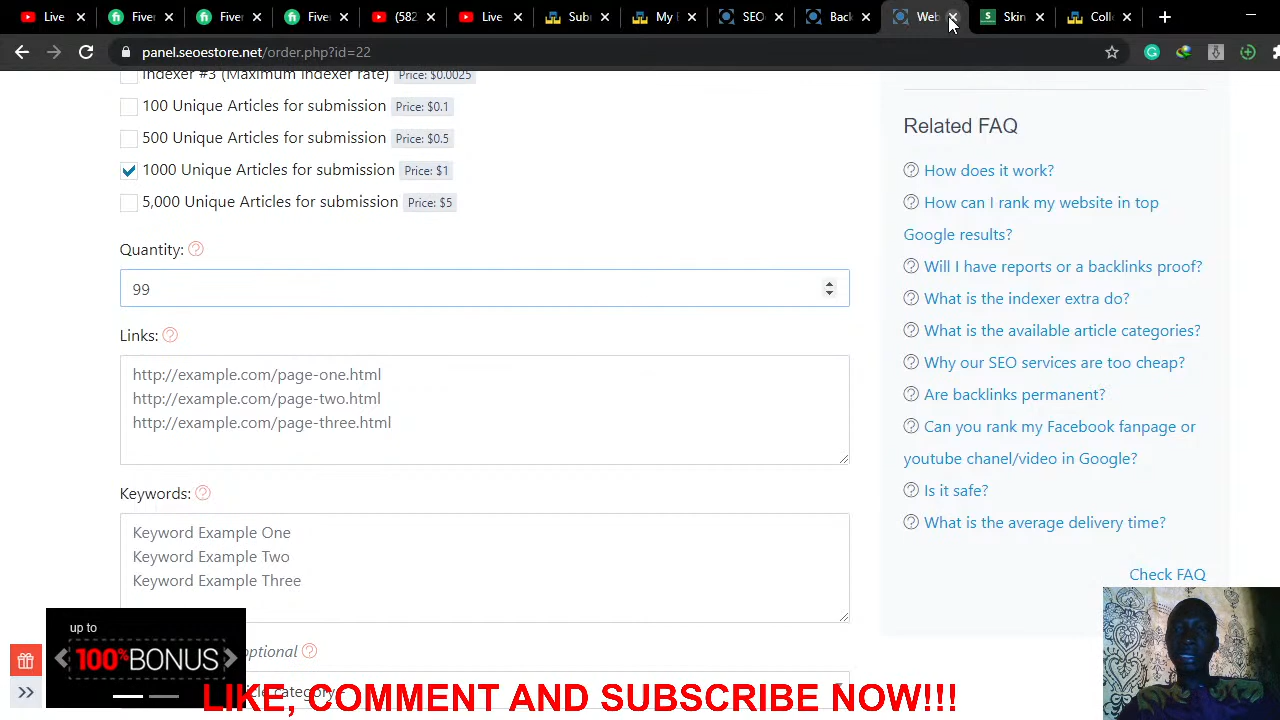 Live
Fiver
Fiver
Fiver
(582
Live
Sub
My E
SEO
Back
Web
Skin
Coll
panel.seoestore.net/order.php?id=22
Indexer #3 (Maximum indexer rate) Price: $0.0025
100 Unique Articles for submission Price: $0.1
500 Unique Articles for submission Price: $0.5
1000 Unique Articles for submission Price: $1
5,000 Unique Articles for submission Price: $5
Quantity:
99
Links:
http://example.com/page-one.html
http://example.com/page-two.html
http://example.com/page-three.html
Keywords:
Keyword Example One
Keyword Example Two
Keyword Example Three
optional
category
Related FAQ
How does it work?
How can I rank my website in top
Google results?
Will I have reports or a backlinks proof?
What is the indexer extra do?
What is the available article categories?
Why our SEO services are too cheap?
Are backlinks permanent?
Can you rank my Facebook fanpage or
youtube chanel/video in Google?
Is it safe?
What is the average delivery time?
Check FAQ
up to
100% BONUS
LIKE, COMMENT AND SUBSCRIBE NOW!!!